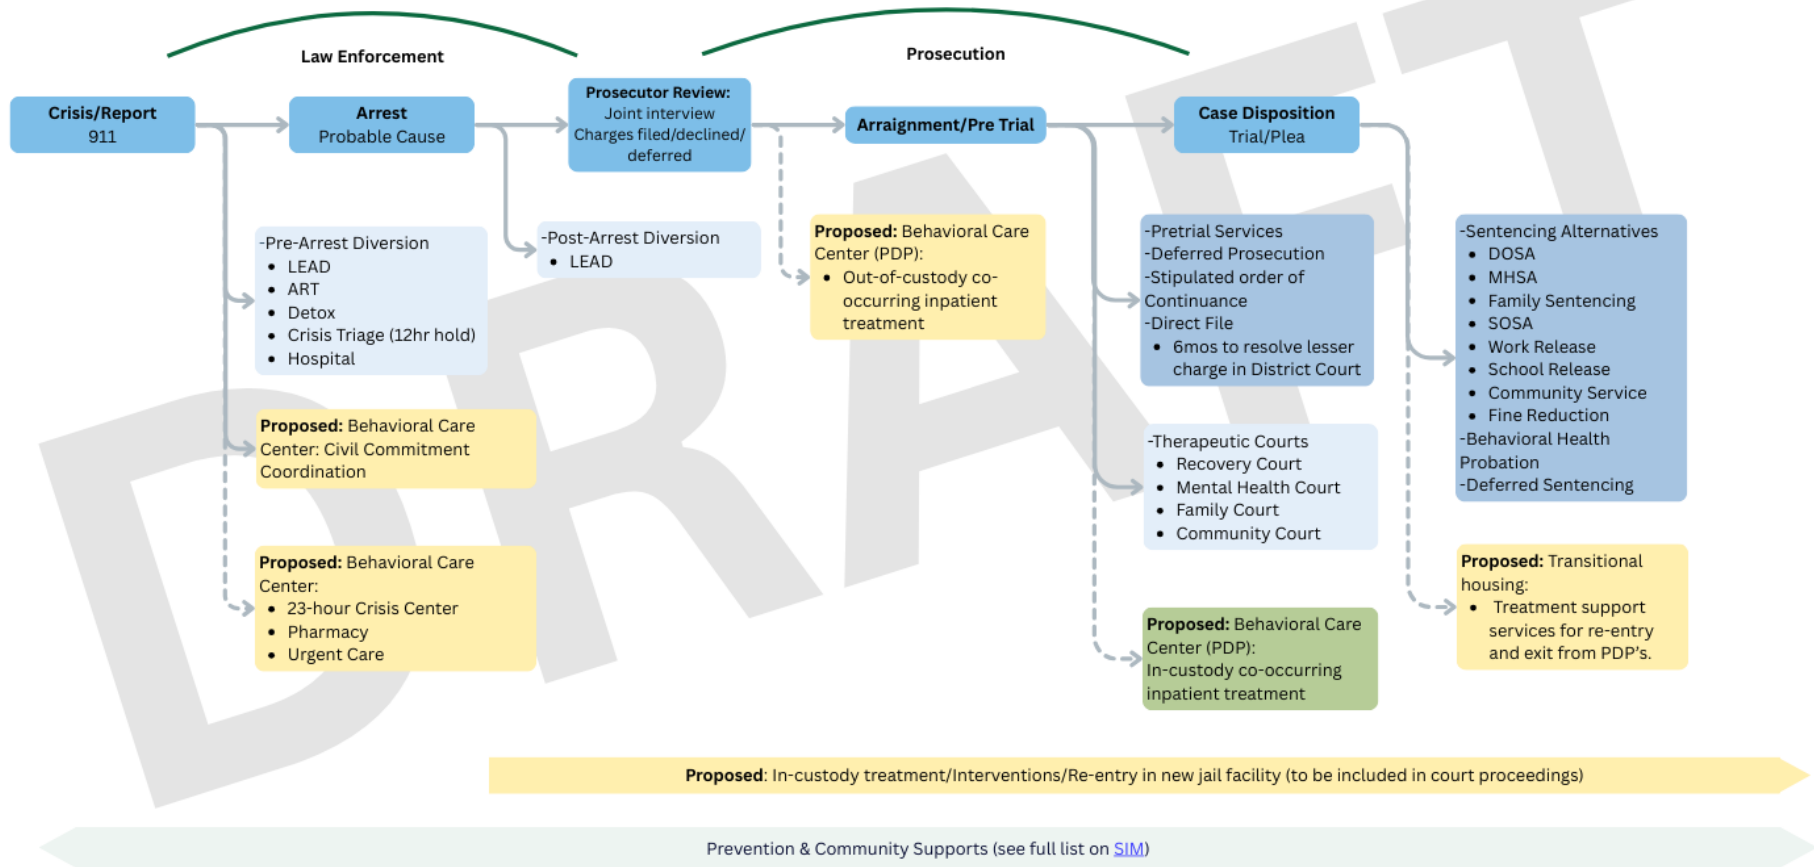 Law Enforcement
Prosecution
Crisis/Report
911
Arrest
Probable Cause
Prosecutor Review:
Joint interview
Charges filed/declined/
deferred
Arraignment/Pre Trial
Case Disposition
Trial/Plea
-Pre-Arrest Diversion
• LEAD
• ART
• Detox
• Crisis Triage (12hr hold)
• Hospital
-Post-Arrest Diversion
• LEAD
Proposed: Behavioral Care
Center (PDP):
• Out-of-custody co-
occurring inpatient
treatment
-Pretrial Services
-Deferred Prosecution
-Stipulated order of
Continuance
-Direct File
• 6mos to resolve lesser
charge in District Court
-Sentencing Alternatives
• DOSA
• MHSA
• Family Sentencing
• SOSA
• Work Release
• School Release
• Community Service
• Fine Reduction
-Behavioral Health
Probation
-Deferred Sentencing
Proposed: Behavioral Care
Center: Civil Commitment
Coordination
-Therapeutic Courts
• Recovery Court
• Mental Health Court
• Family Court
• Community Court
Proposed: Behavioral Care
Center:
• 23-hour Crisis Center
• Pharmacy
• Urgent Care
Proposed: Transitional
housing:
• Treatment support
services for re-entry
and exit from PDP's.
Proposed: Behavioral Care
Center (PDP):
In-custody co-occurring
inpatient treatment
Proposed: In-custody treatment/Interventions/Re-entry in new jail facility (to be included in court proceedings)
Prevention & Community Supports (see full list on SIM)
DRAFT